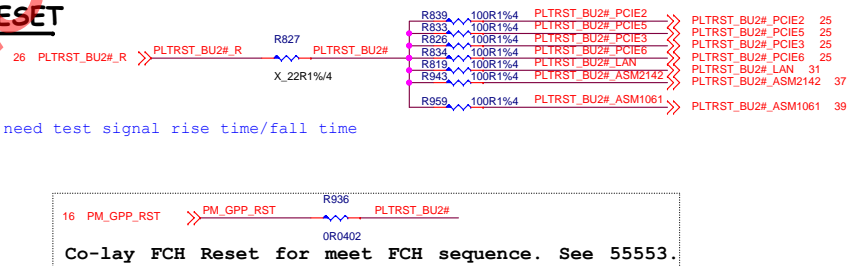 ESET
R839 100R1%4 PLTRST_BU2#_PCIE2 PLTRST_BU2#_PCIE2 25
R833 100R1%4 PLTRST_BU2#_PCIE5 PLTRST_BU2#_PCIE5 25
R826 100R1%4 PLTRST_BU2#_PCIE3 PLTRST_BU2#_PCIE3 25
R834 100R1%4 PLTRST_BU2#_PCIE6 PLTRST_BU2#_PCIE6 25
R819 100R1%4 PLTRST_BU2#_LAN PLTRST_BU2#_LAN 31
R943 100R1%4 PLTRST_BU2#_ASM2142 PLTRST_BU2#_ASM2142 37
R959 100R1%4 PLTRST_BU2#_ASM1061 PLTRST_BU2#_ASM1061 39
R827
26 PLTRST_BU2#_R PLTRST_BU2#_R PLTRST_BU2#
X_22R1%/4
need test signal rise time/fall time
R936
16 PM_GPP_RST PM_GPP_RST PLTRST_BU2#
0R0402
Co-lay FCH Reset for meet FCH sequence. See 55553.